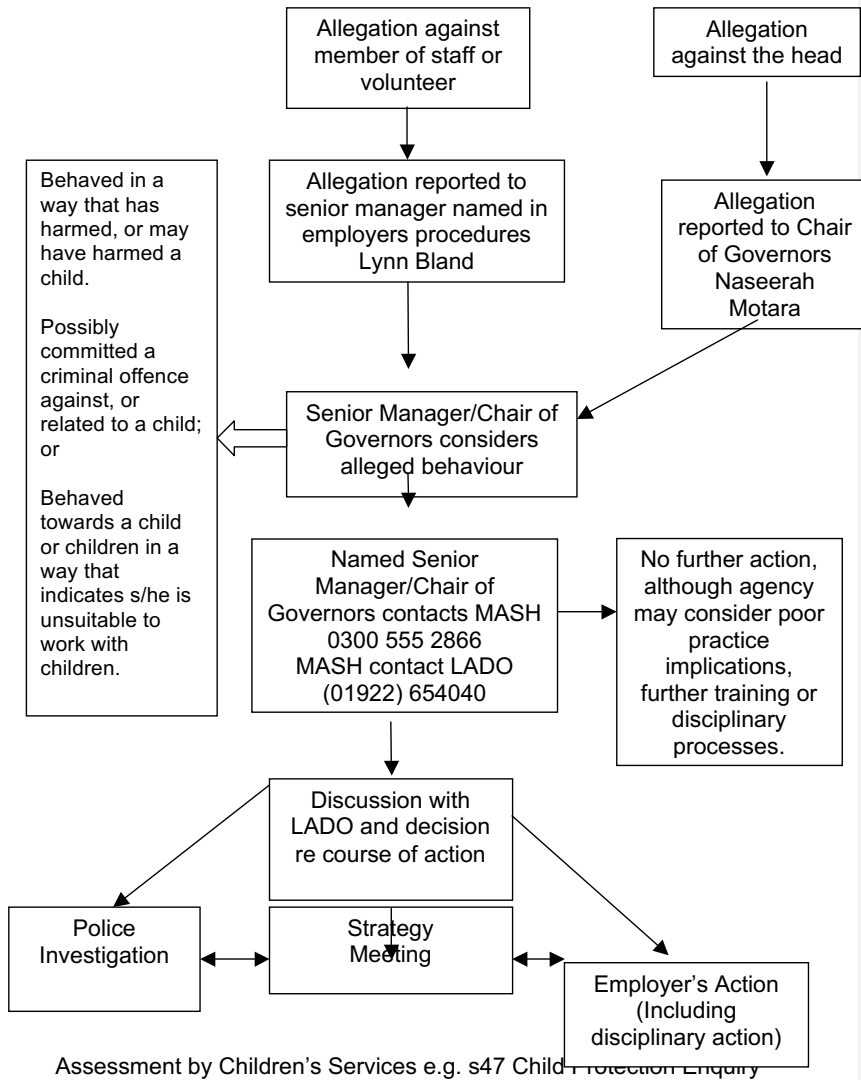 Allegation against
member of staff or
volunteer
Allegation
against the head
Behaved in a
way that has
harmed, or may
have harmed a
child.
Possibly
committed a
criminal offence
against, or
related to a child;
or
Behaved
towards a child
or children in a
way that
indicates s/he is
unsuitable to
work with
children.
Allegation reported to
senior manager named in
employers procedures
Lynn Bland
Allegation
reported to Chair
of Governors
Naseerah
Motara
Senior Manager/Chair of
Governors considers
alleged behaviour
Named Senior
Manager/Chair of
Governors contacts MASH
0300 555 2866
MASH contact LADO
(01922) 654040
No further action,
although agency
may consider poor
practice
implications,
further training or
disciplinary
processes.
Discussion with
LADO and decision
re course of action
Police
Investigation
Strategy
Meeting
Employer’s Action
(Including
disciplinary action)
Assessment by Children’s Services e.g. s47 Child Protection Enquiry